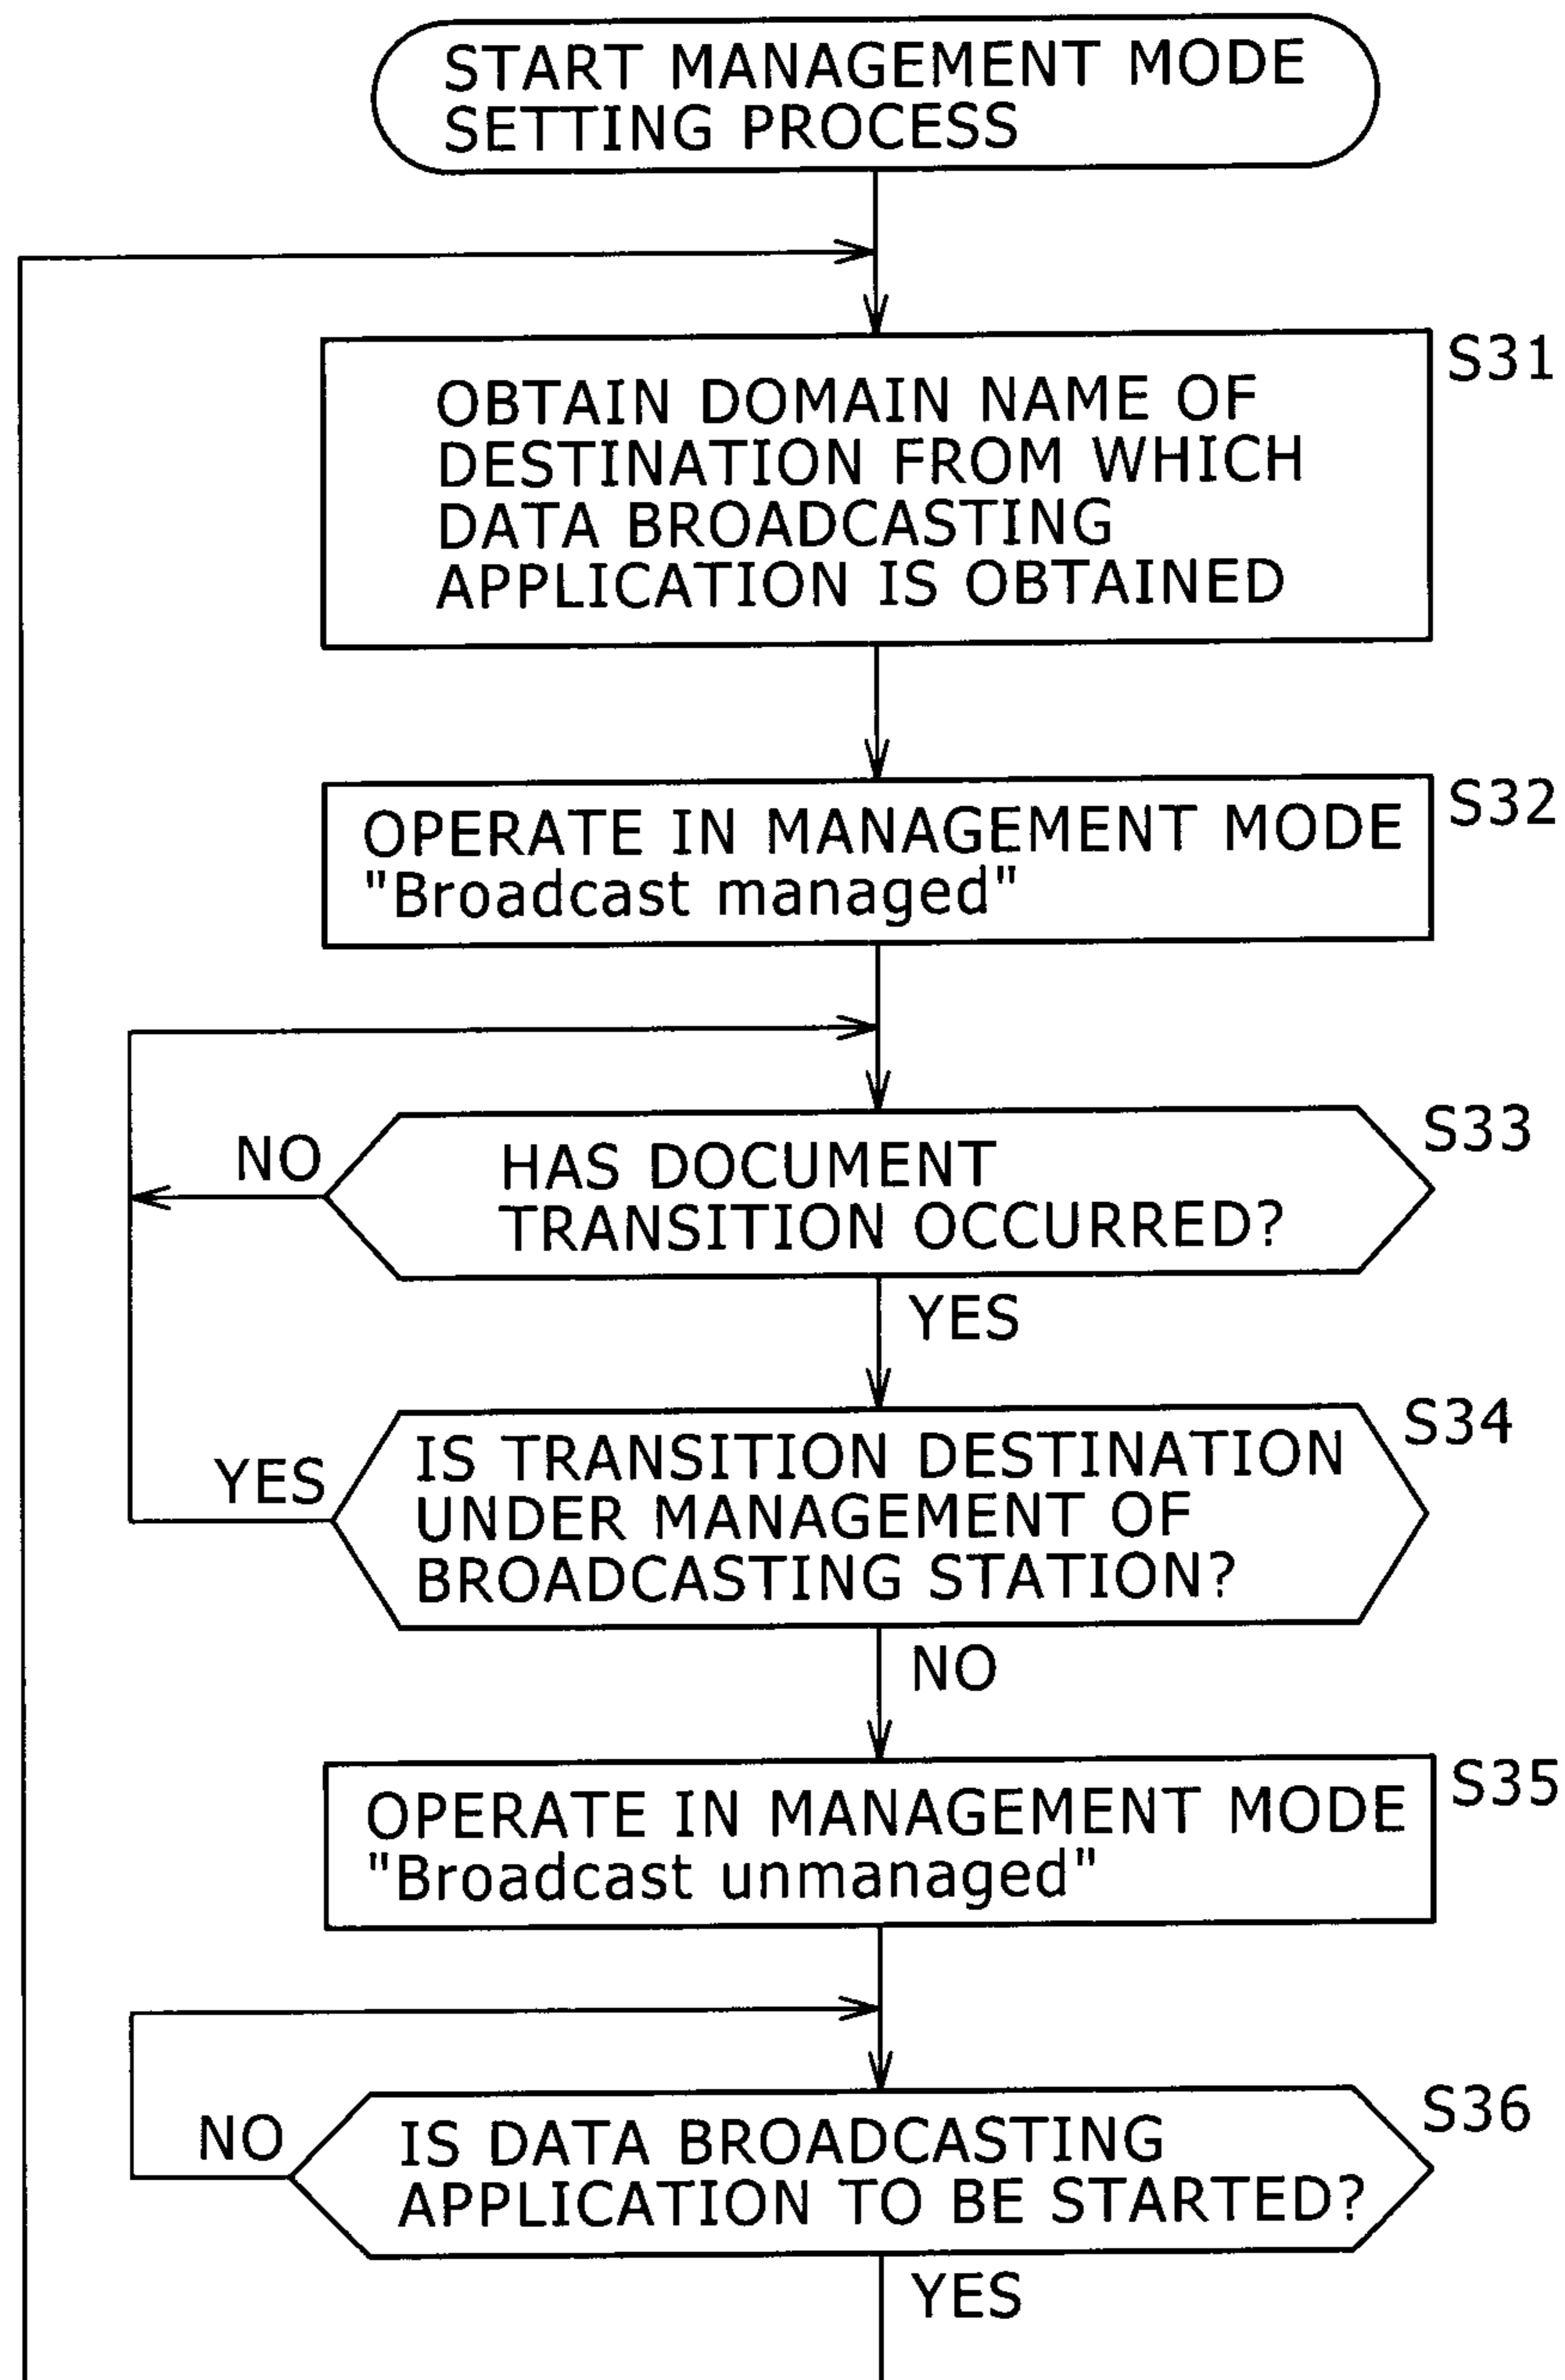 START MANAGEMENT MODE
SETTING PROCESS
S31
OBTAIN DOMAIN NAME OF
DESTINATION FROM WHICH
DATA BROADCASTING
APPLICATION IS OBTAINED
S32
OPERATE IN MANAGEMENT MODE
"Broadcast managed"
S33
NO
HAS DOCUMENT
TRANSITION OCCURRED?
YES
S34
YES
IS TRANSITION DESTINATION
UNDER MANAGEMENT OF
BROADCASTING STATION?
NO
S35
OPERATE IN MANAGEMENT MODE
"Broadcast unmanaged"
S36
NO
IS DATA BROADCASTING
APPLICATION TO BE STARTED?
YES